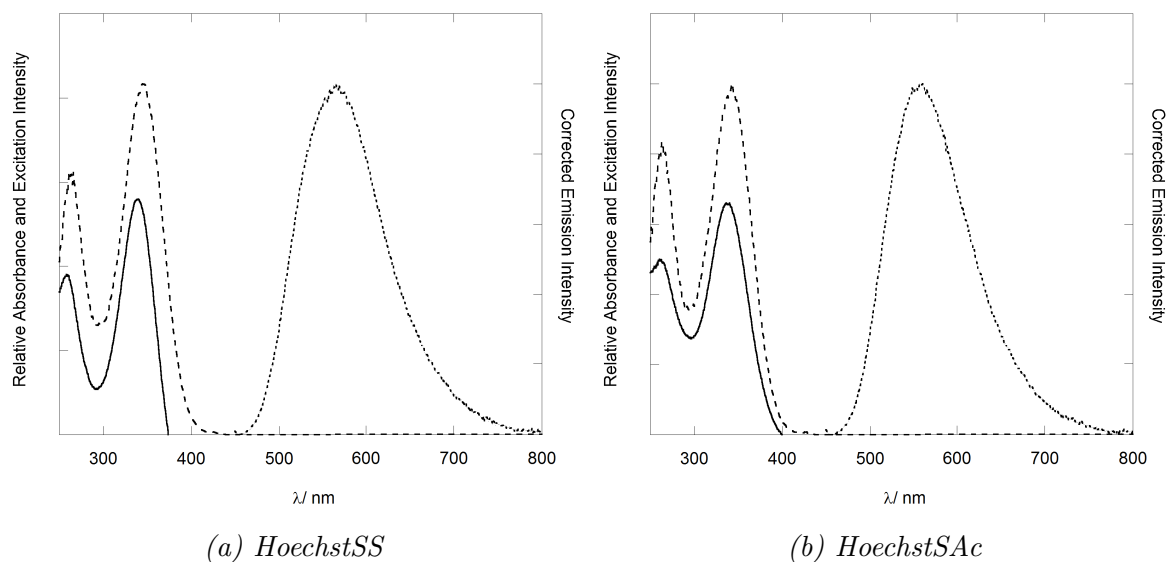 Relative Absorbance and Excitation Intensity
300 400 500 600 700 800
λ/ nm
Corrected Emission Intensity
(a) HoechstSS
Relative Absorbance and Excitation Intensity
300 400 500 600 700 800
λ/ nm
Corrected Emission Intensity
(b) HoechstSAc